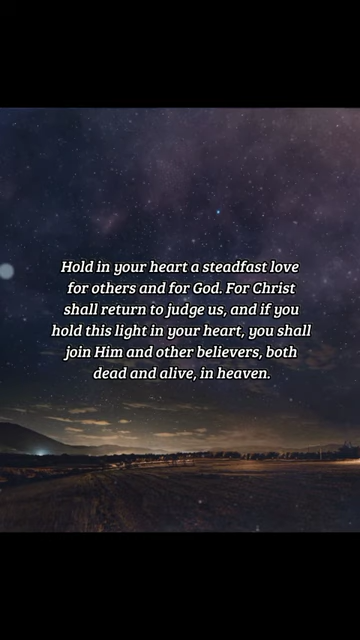 Hold in your heart a steadfast love
for others and for God. For Christ
shall return to judge us, and if you
hold this light in your heart, you shall
join Him and other believers, both
dead and alive, in heaven.